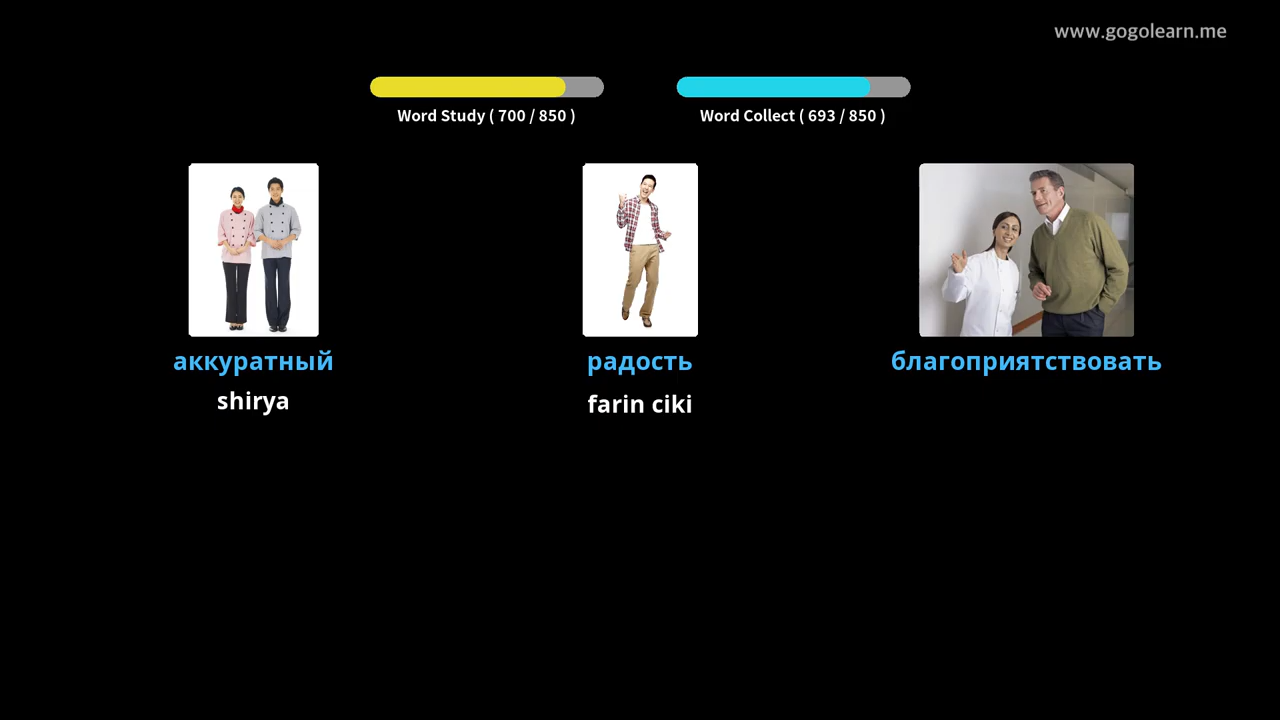 www.gogolearn.me
Word Study ( 700 / 850 )
Word Collect ( 693 / 850 )
аккуратный
shirya
радость
farin ciki
благоприятствовать